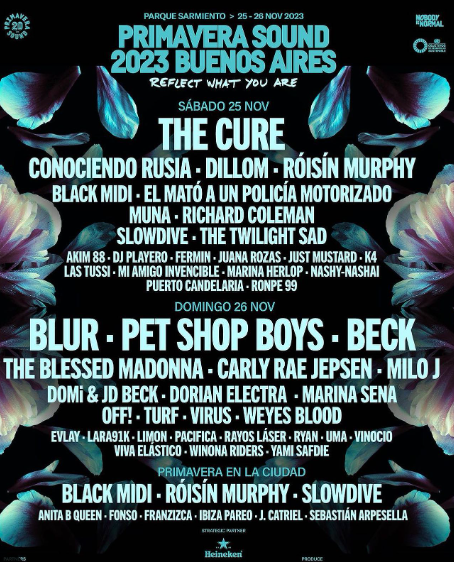 PRIMAVERA SOUND
20
NOBODY IS NORMAL
PARQUE SARMIENTO > 25 - 26 NOV 2023
PRIMAVERA SOUND
2023 BUENOS AIRES
REFLECT WHAT YOU ARE
SÁBADO 25 NOV
THE CURE
CONOCIENDO RUSIA · DILLOM · RÓISÍN MURPHY
BLACK MIDI · EL MATÓ A UN POLICÍA MOTORIZADO
MUNA · RICHARD COLEMAN
SLOWDIVE · THE TWILIGHT SAD
AKIM 88 · DJ PLAYERO · FERMIN · JUANA ROZAS · JUST MUSTARD · K4
LAS TUSSI · MI AMIGO INVENCIBLE · MARINA HERLOP · NASHY-NASHAI
PUERTO CANDELARIA · RONPE 99
DOMINGO 26 NOV
BLUR · PET SHOP BOYS · BECK
THE BLESSED MADONNA · CARLY RAE JEPSEN · MILO J
DOMi & JD BECK · DORIAN ELECTRA · MARINA SENA
OFF! · TURF · VIRUS · WEYES BLOOD
EVLAY · LARA91K · LIMON · PACIFICA · RAYOS LÁSER · RYAN · UMA · VINOCIO
VIVA ELÁSTICO · WINONA RIDERS · YAMI SAFDIE
PRIMAVERA EN LA CIUDAD
BLACK MIDI · RÓISÍN MURPHY · SLOWDIVE
ANITA B QUEEN · FONSO · FRANZIZCA · IBIZA PAREO · J. CATRIEL · SEBASTIÁN ARPESELLA
STRATEGIC PARTNER
Heineken
PRODUCE